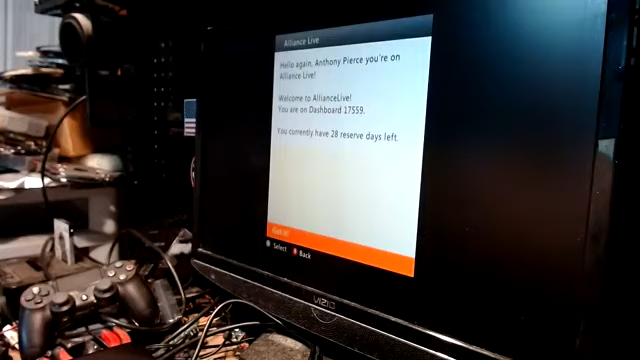 Alliance Live
Hello again, Anthony Pierce you're on
Alliance Live!
Welcome to AllianceLive!
You are on Dashboard 17559.
You currently have 28 reserve days left.
Select
Back
VIZIO